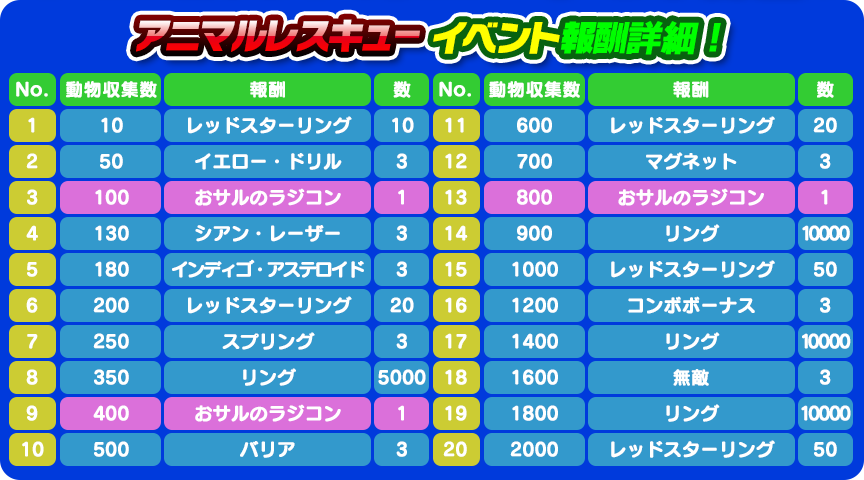 アニマルレスキュー イベント報酬詳細！
No. 動物収集数 報酬 数 No. 動物収集数 報酬 数
1 10 レッドスターリング 10 11 600 レッドスターリング 20
2 50 イエロー・ドリル 3 12 700 マグネット 3
3 100 おサルのラジコン 1 13 800 おサルのラジコン 1
4 130 シアン・レーザー 3 14 900 リング 10000
5 180 インディゴ・アステロイド 3 15 1000 レッドスターリング 50
6 200 レッドスターリング 20 16 1200 コンボボーナス 3
7 250 スプリング 3 17 1400 リング 10000
8 350 リング 5000 18 1600 無敵 3
9 400 おサルのラジコン 1 19 1800 リング 10000
10 500 バリア 3 20 2000 レッドスターリング 50